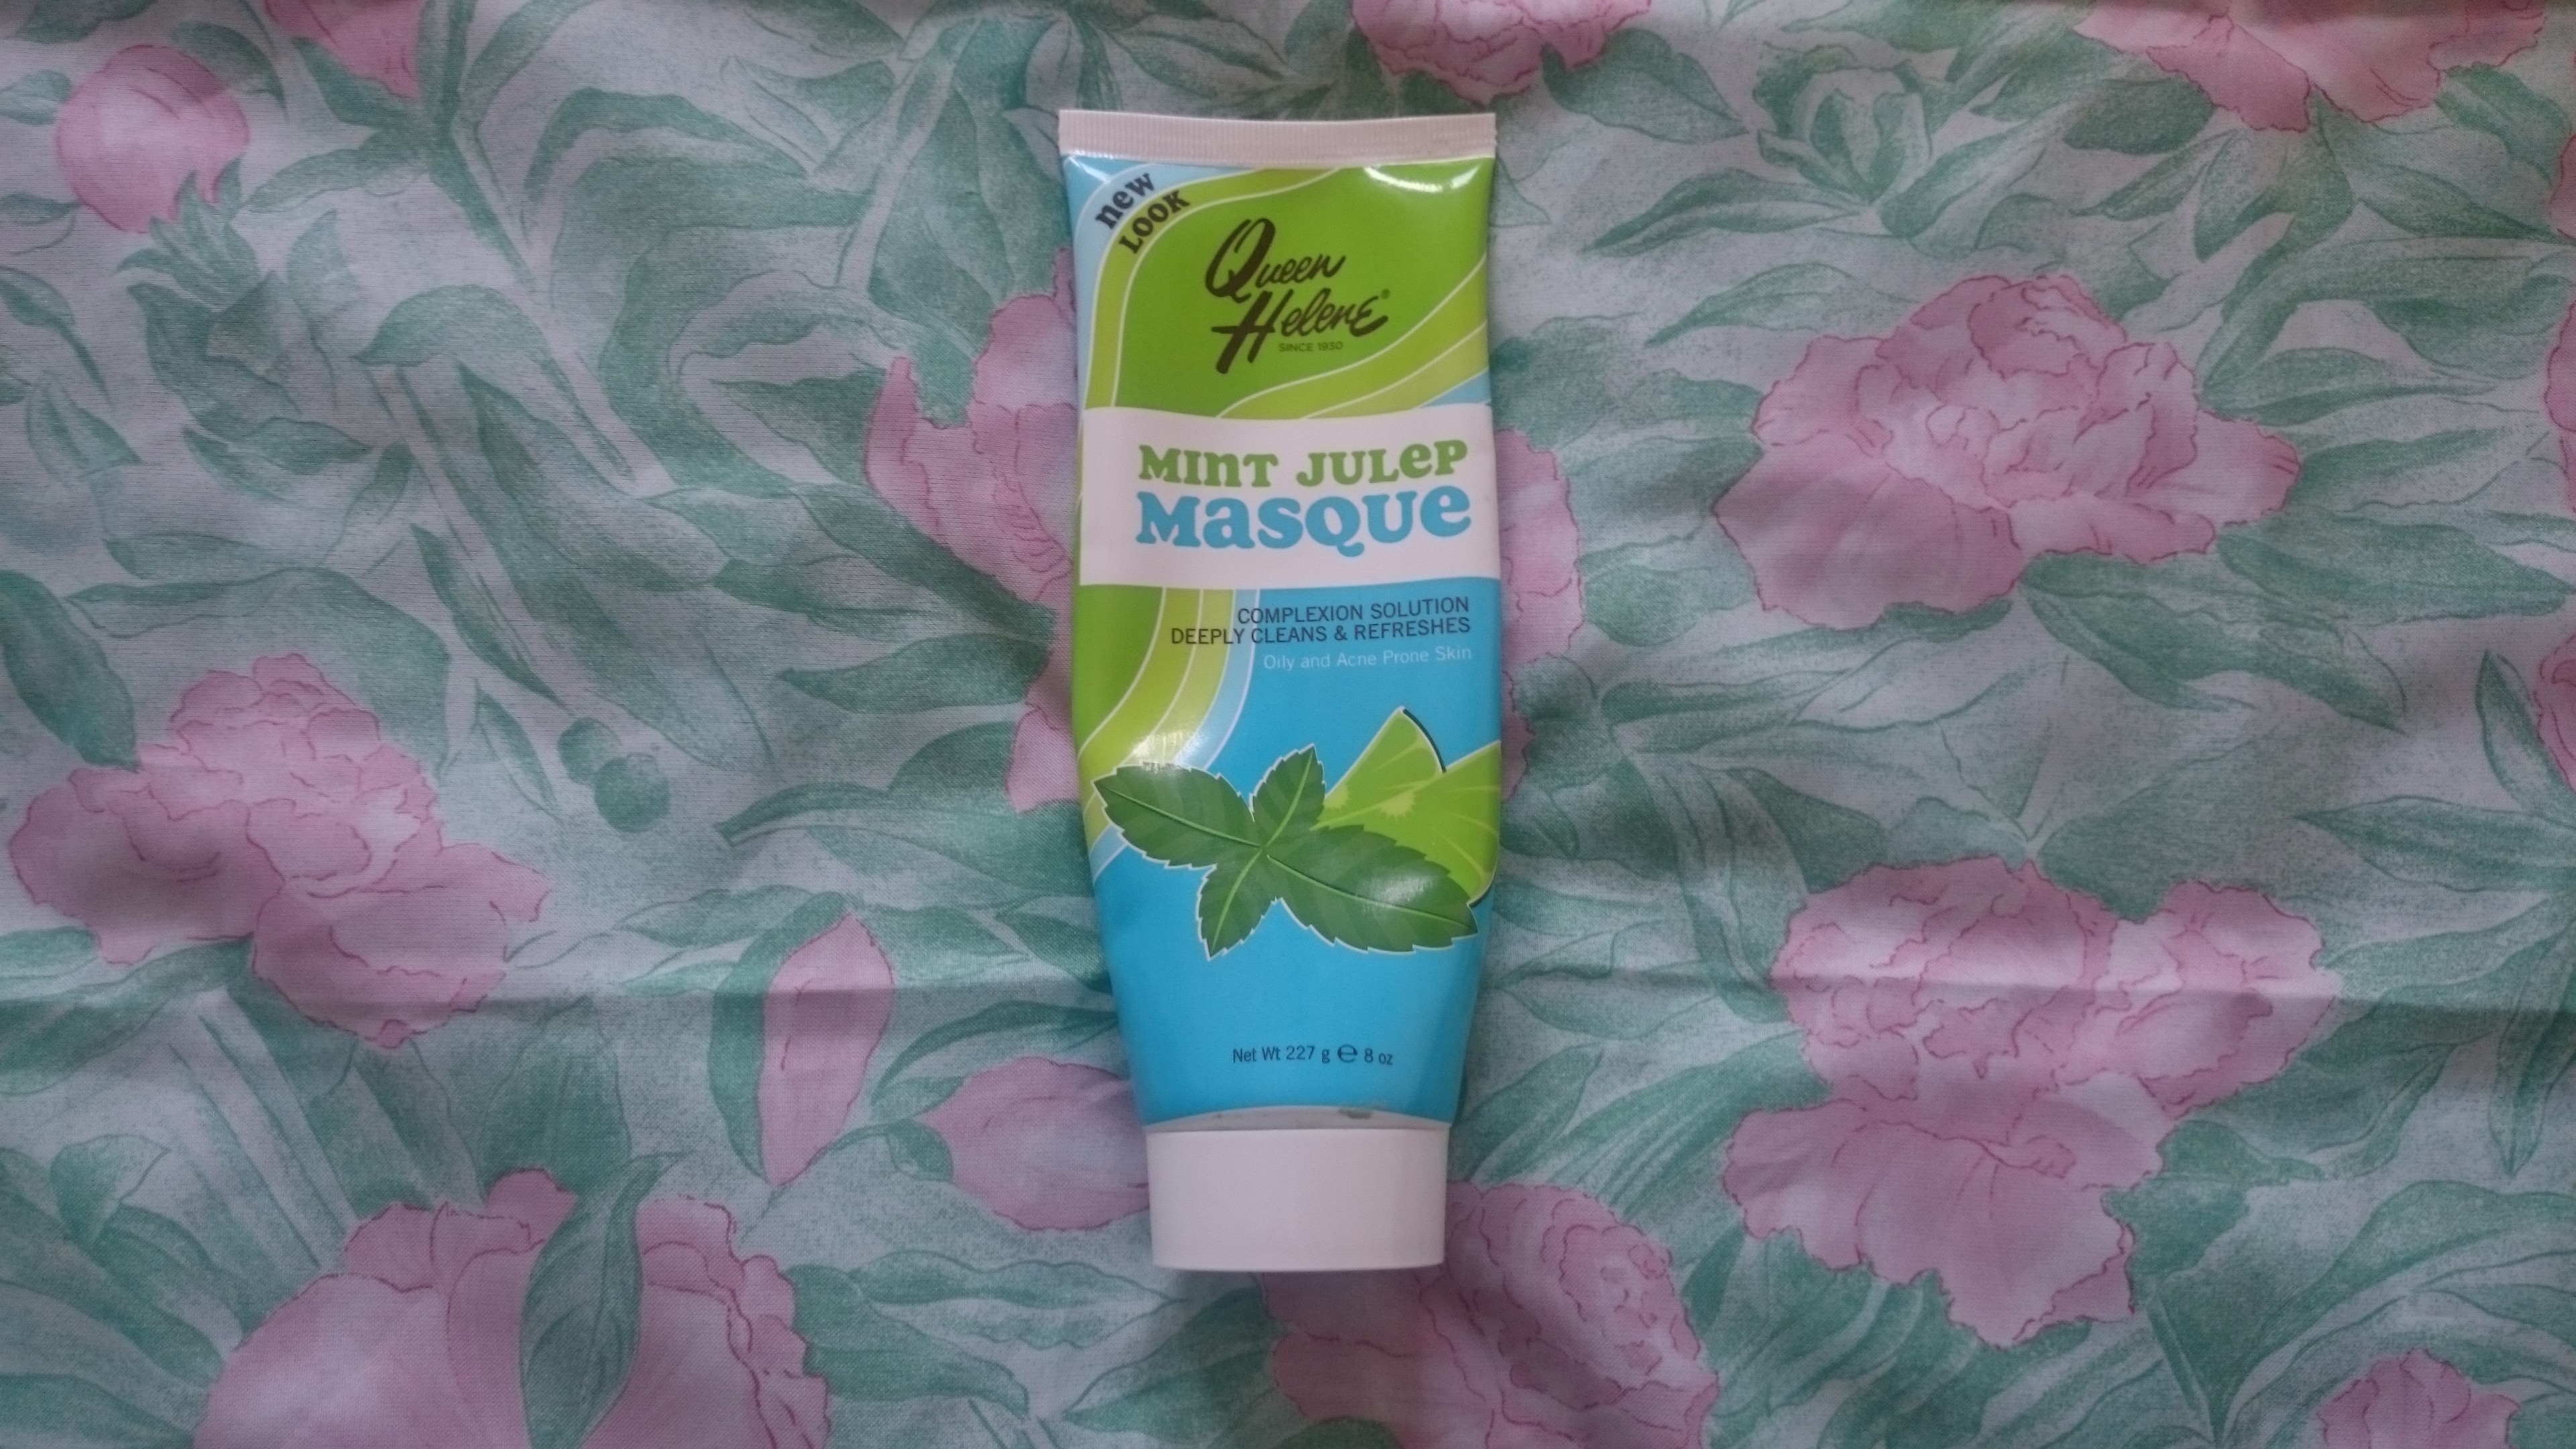 new
LOOK
Queen
Helene®
SINCE 1930
MINT JULEP
MASQUE
COMPLEXION SOLUTION
DEEPLY CLEANS & REFRESHES
Oily and Acne Prone Skin
Net Wt 227 g ℮ 8 oz